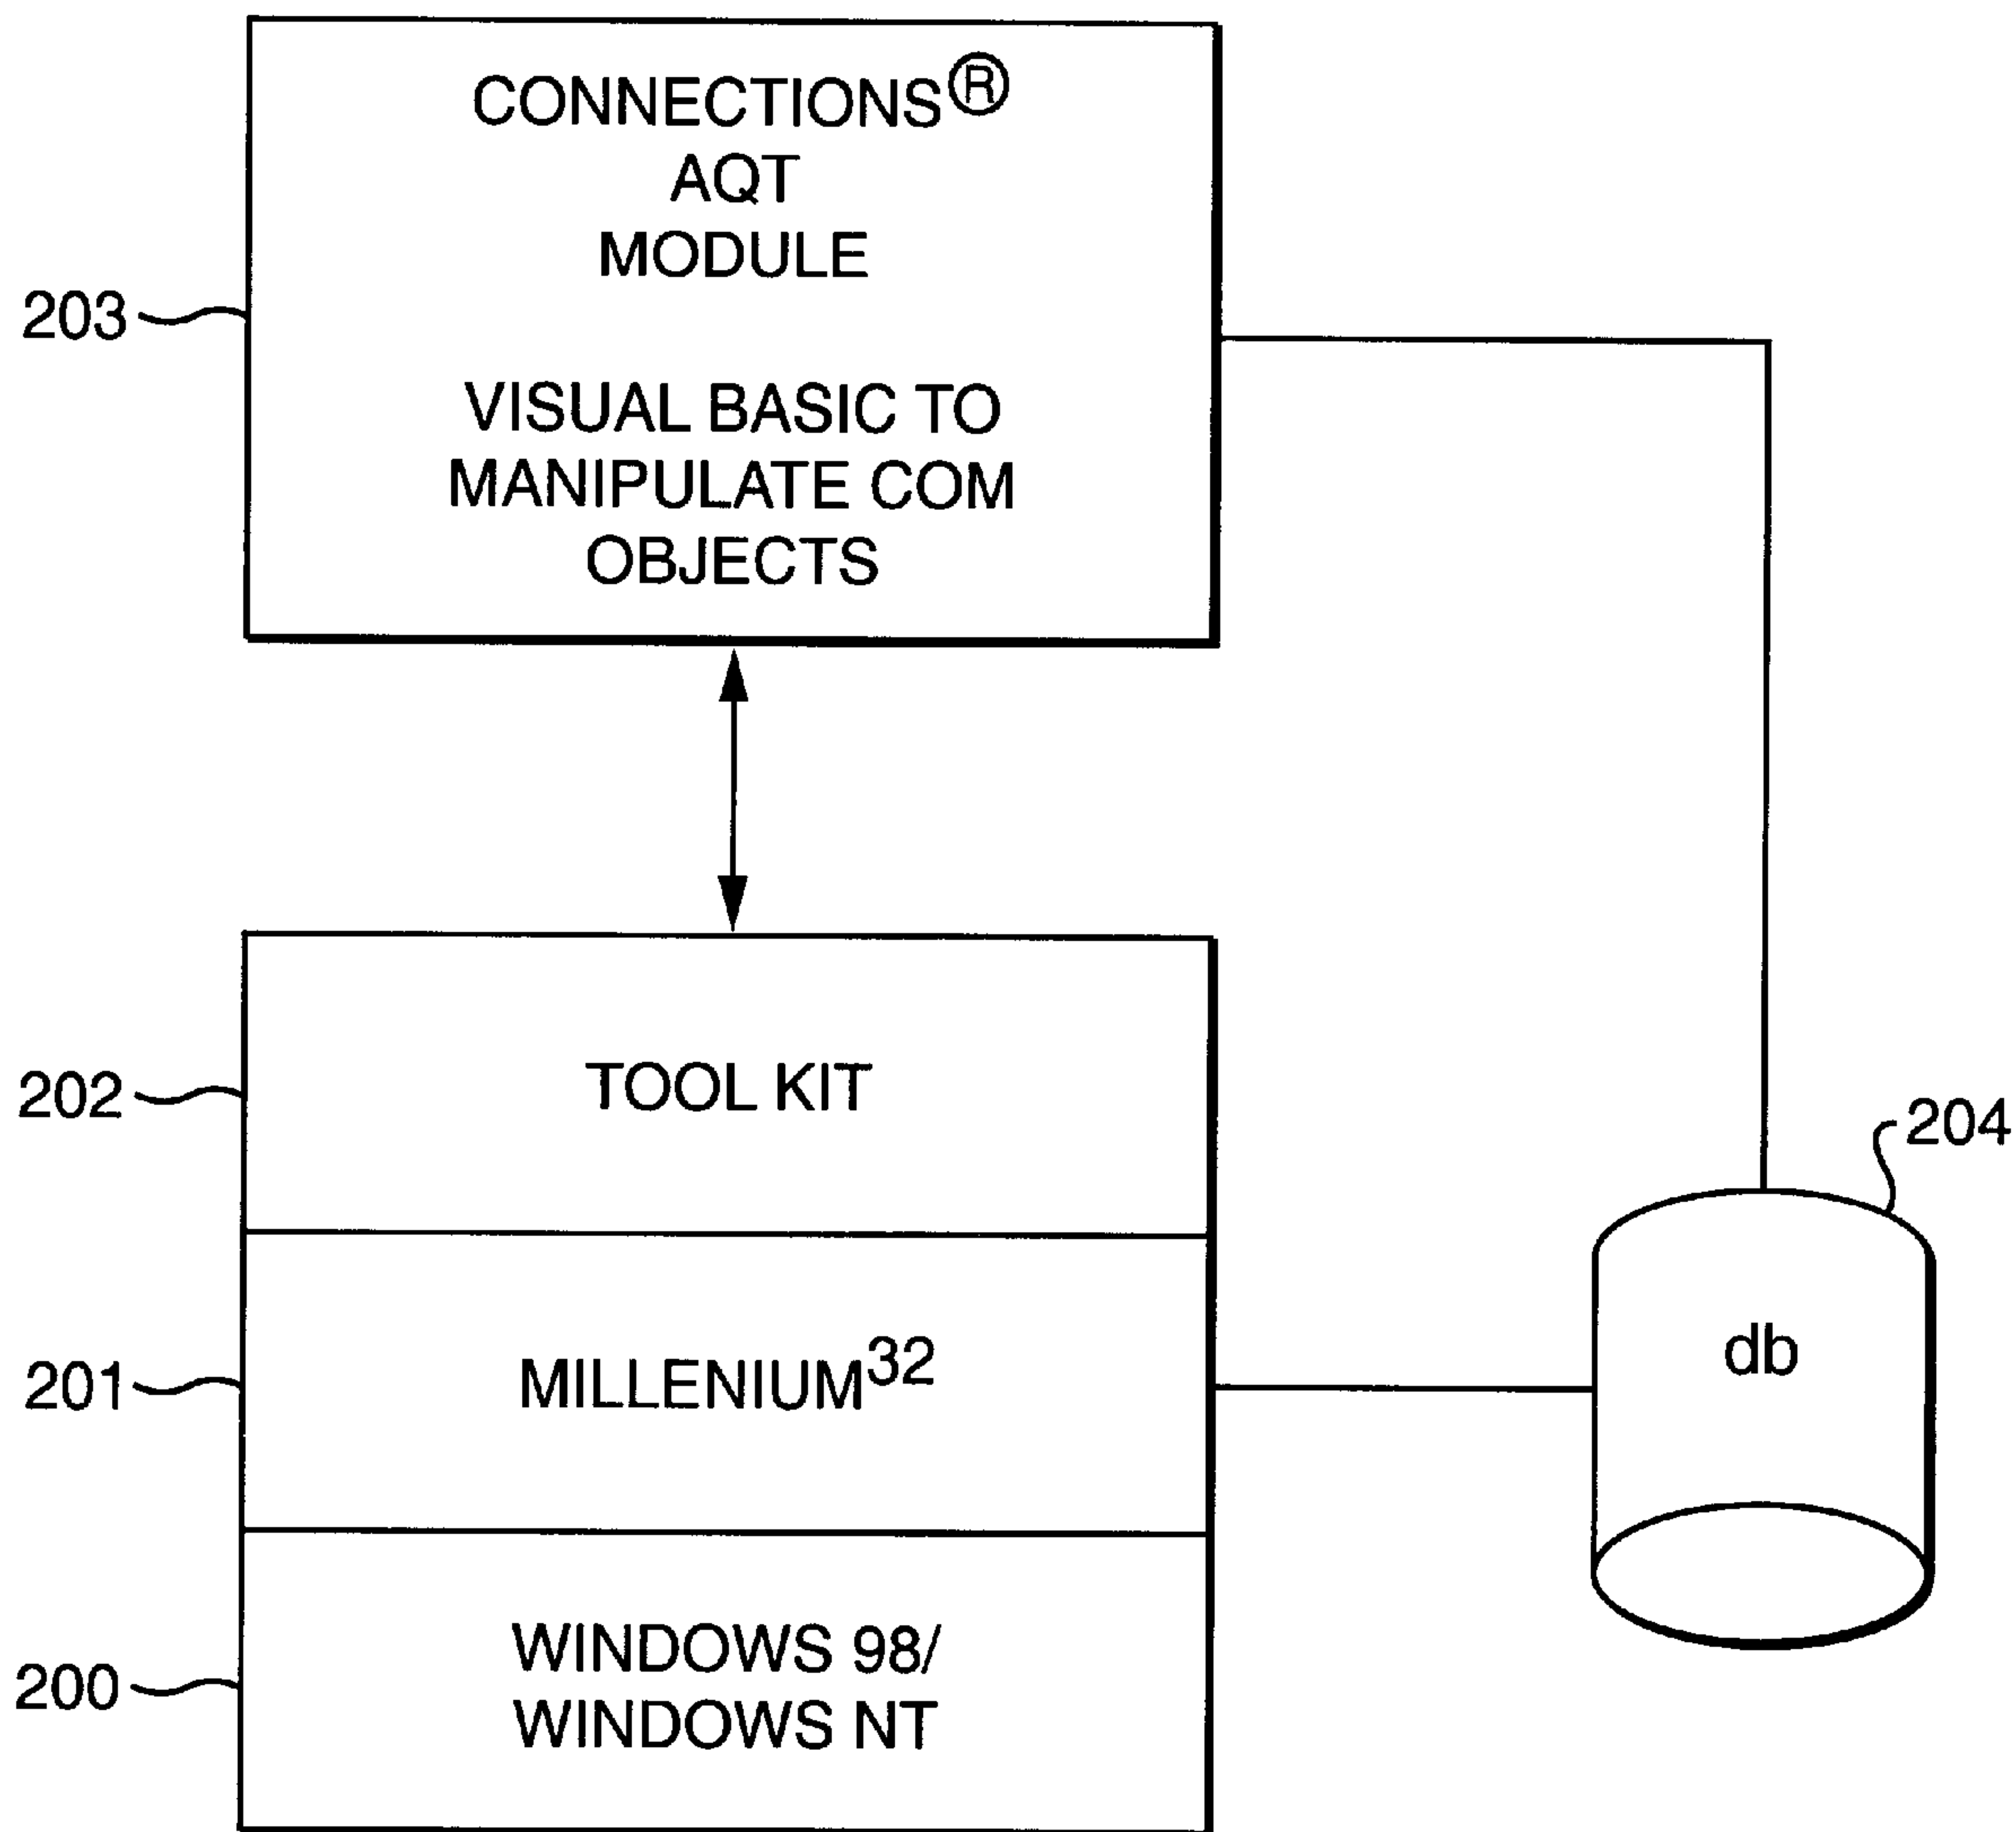 CONNECTIONS®
AQT
MODULE
203
VISUAL BASIC TO
MANIPULATE COM
OBJECTS
202
TOOL KIT
204
201
MILLENIUM³²
db
200
WINDOWS 98/
WINDOWS NT